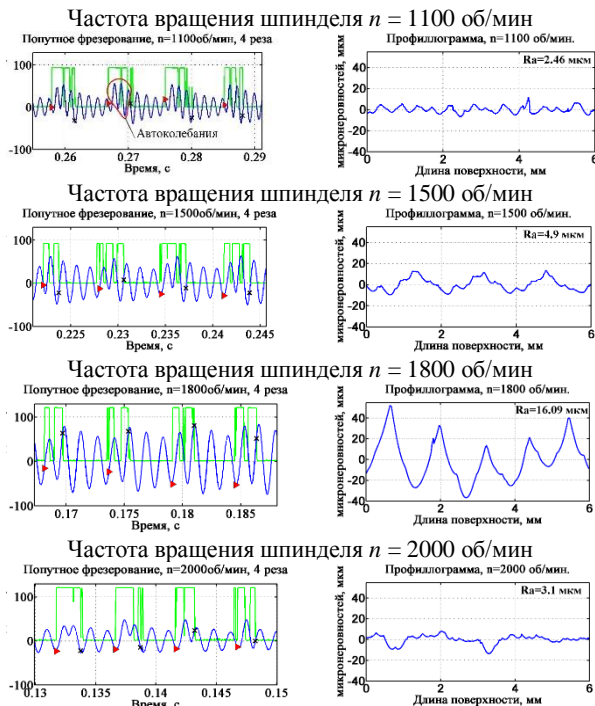 Частота вращения шпинделя n = 1100 об/мин
Попутное фрезерование, n=1100об/мин, 4 реза
Профиллограмма, n=1100 об/мин.
100
0
-100
Автоколебания
0.26 0.27 0.28 0.29
Время, с
микронеровностей, мкм
Ra=2.46 мкм
40
20
0
-20
-40
0 2 4 6
Длина поверхности, мм
Частота вращения шпинделя n = 1500 об/мин
Попутное фрезерование, n=1500об/мин, 4 реза
Профиллограмма, n=1500 об/мин.
100
0
-100
0.225 0.23 0.235 0.24 0.245
Время, с
микронеровностей, мкм
Ra=4.9 мкм
40
20
0
-20
-40
0 2 4 6
Длина поверхности, мм
Частота вращения шпинделя n = 1800 об/мин
Попутное фрезерование, n=1800об/мин, 4 реза
Профиллограмма, n=1800 об/мин.
100
0
-100
0.17 0.175 0.18 0.185
Время, с
микронеровностей, мкм
Ra=16.09 мкм
40
20
0
-20
-40
0 2 4 6
Длина поверхности, мм
Частота вращения шпинделя n = 2000 об/мин
Попутное фрезерование, n=2000об/мин, 4 реза
Профиллограмма, n=2000 об/мин.
100
0
-100
0.13 0.135 0.14 0.145 0.15
Время, с
микронеровностей, мкм
Ra=3.1 мкм
40
20
0
-20
-40
0 2 4 6
Длина поверхности, мм